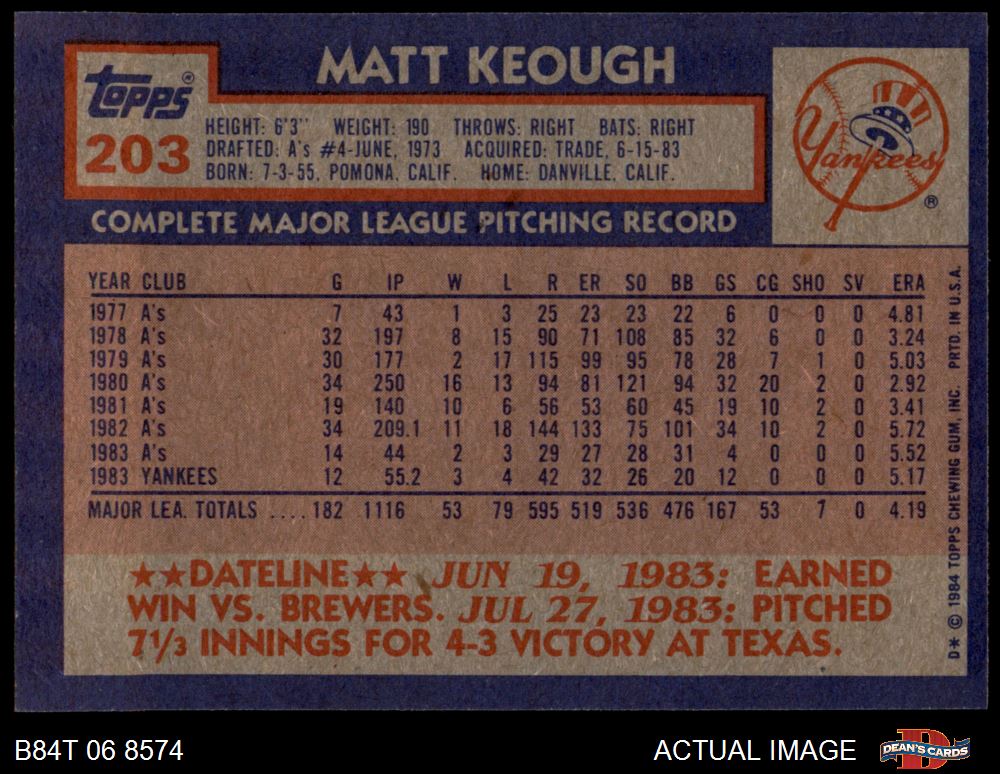 MATT KEOUGH
Topps®
203
HEIGHT: 6'3" WEIGHT: 190 THROWS: RIGHT BATS: RIGHT
DRAFTED: A's #4-JUNE, 1973 ACQUIRED: TRADE, 6-15-83
BORN: 7-3-55, POMONA, CALIF. HOME: DANVILLE, CALIF.
Yankees
®
COMPLETE MAJOR LEAGUE PITCHING RECORD
YEAR CLUB G IP W L R ER SO BB GS CG SHO SV ERA
1977 A's 7 43 1 3 25 23 23 22 6 0 0 0 4.81
1978 A's 32 197 8 15 90 71 108 85 32 6 0 0 3.24
1979 A's 30 177 2 17 115 99 95 78 28 7 1 0 5.03
1980 A's 34 250 16 13 94 81 121 94 32 20 2 0 2.92
1981 A's 19 140 10 6 56 53 60 45 19 10 2 0 3.41
1982 A's 34 209.1 11 18 144 133 75 101 34 10 2 0 5.72
1983 A's 14 44 2 3 29 27 28 31 4 0 0 0 5.52
1983 YANKEES 12 55.2 3 4 42 32 26 20 12 0 0 0 5.17
MAJOR LEA. TOTALS .... 182 1116 53 79 595 519 536 476 167 53 7 0 4.19
★★DATELINE★★ JUN 19, 1983: EARNED
WIN VS. BREWERS. JUL 27, 1983: PITCHED
7⅓ INNINGS FOR 4-3 VICTORY AT TEXAS.
D* © 1984 TOPPS CHEWING GUM, INC. PRTD. IN U.S.A.
B84T 06 8574
ACTUAL IMAGE
DEAN'S CARDS